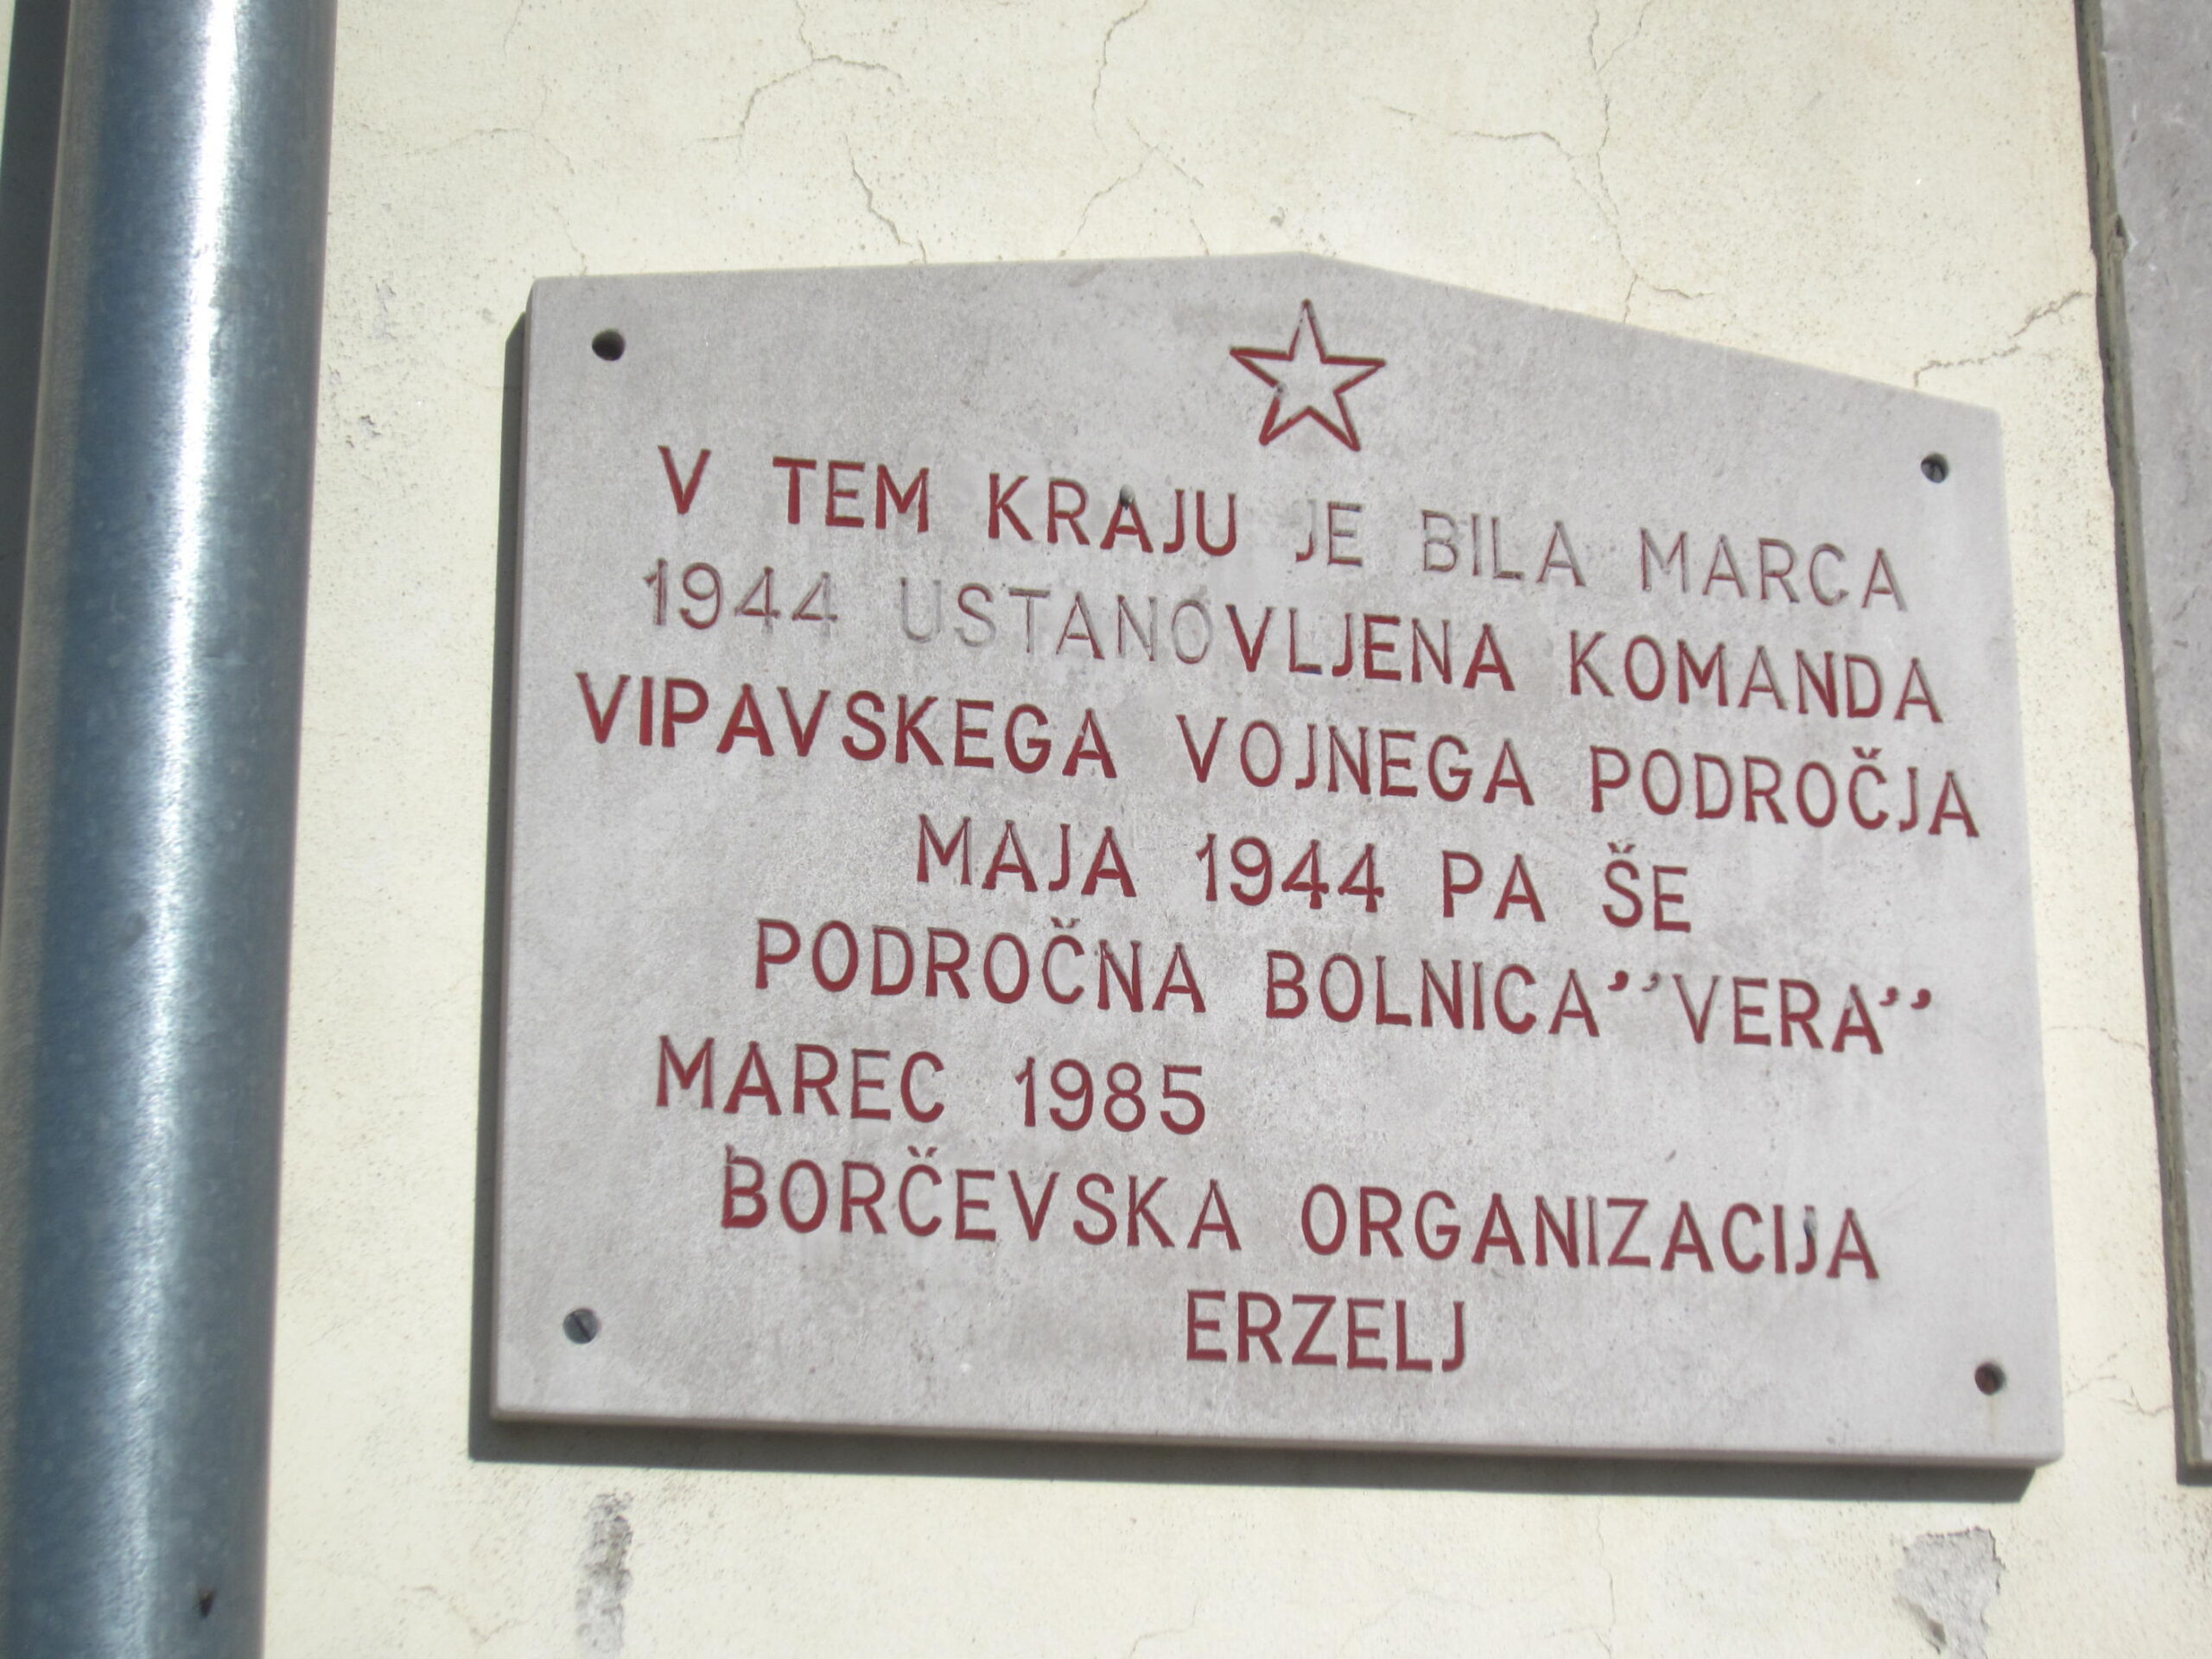 V TEM KRAJU JE BILA MARCA
1944 USTANOVLJENA KOMANDA
VIPAVSKEGA VOJNEGA PODROČJA
MAJA 1944 PA ŠE
PODROČNA BOLNICA’’VERA’’
MAREC 1985
BORČEVSKA ORGANIZACIJA
ERZELJ